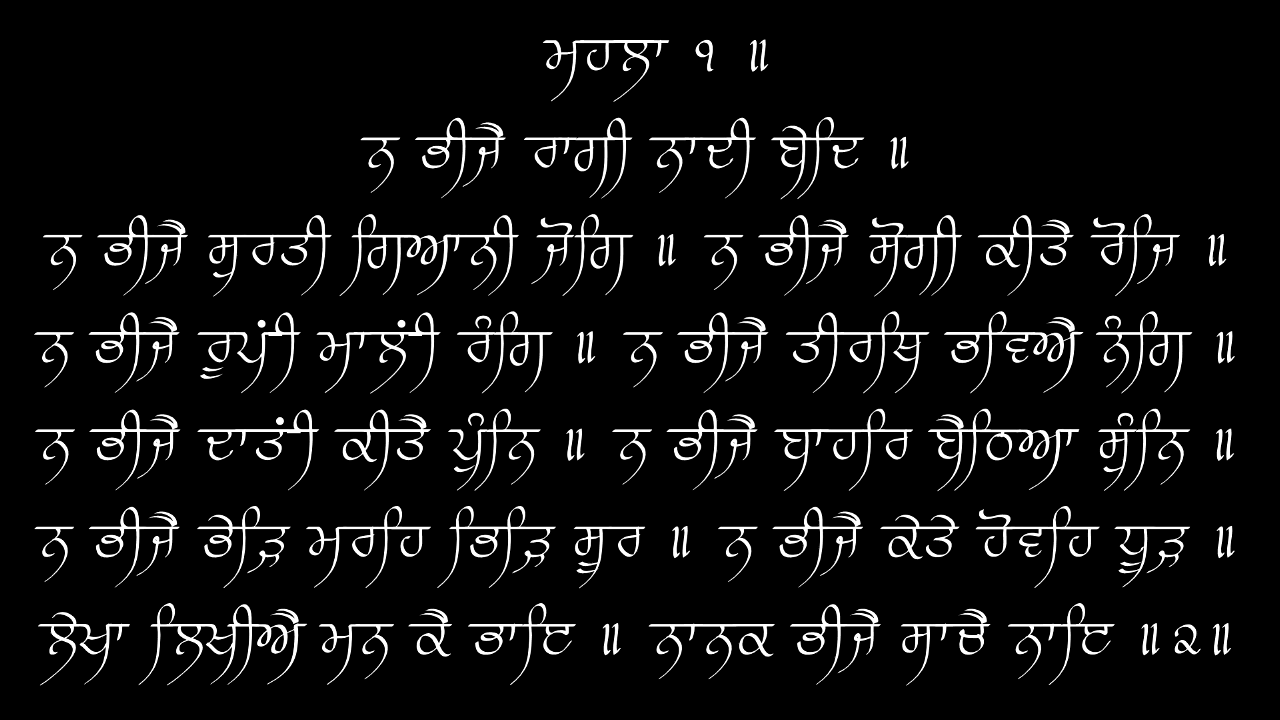 ਮਹਲਾ ੧ ॥
ਨ ਭੀਜੈ ਰਾਗੀ ਨਾਦੀ ਬੇਦਿ ॥
ਨ ਭੀਜੈ ਸੁਰਤੀ ਗਿਆਨੀ ਜੋਗਿ ॥ ਨ ਭੀਜੈ ਸੋਗੀ ਕੀਤੈ ਰੋਜਿ ॥
ਨ ਭੀਜੈ ਰੂਪੀਂ ਮਾਲੀਂ ਰੰਗਿ ॥ ਨ ਭੀਜੈ ਤੀਰਥਿ ਭਵਿਐ ਨੰਗਿ ॥
ਨ ਭੀਜੈ ਦਾਤੀਂ ਕੀਤੈ ਪੁੰਨਿ ॥ ਨ ਭੀਜੈ ਬਾਹਰਿ ਬੈਠਿਆ ਸੁੰਨਿ ॥
ਨ ਭੀਜੈ ਭੇੜਿ ਮਰਹਿ ਭਿੜਿ ਸੂਰ ॥ ਨ ਭੀਜੈ ਕੇਤੇ ਹੋਵਹਿ ਧੂੜ ॥
ਲੇਖਾ ਲਿਖੀਐ ਮਨ ਕੈ ਭਾਇ ॥ ਨਾਨਕ ਭੀਜੈ ਸਾਚੈ ਨਾਇ ॥੨॥